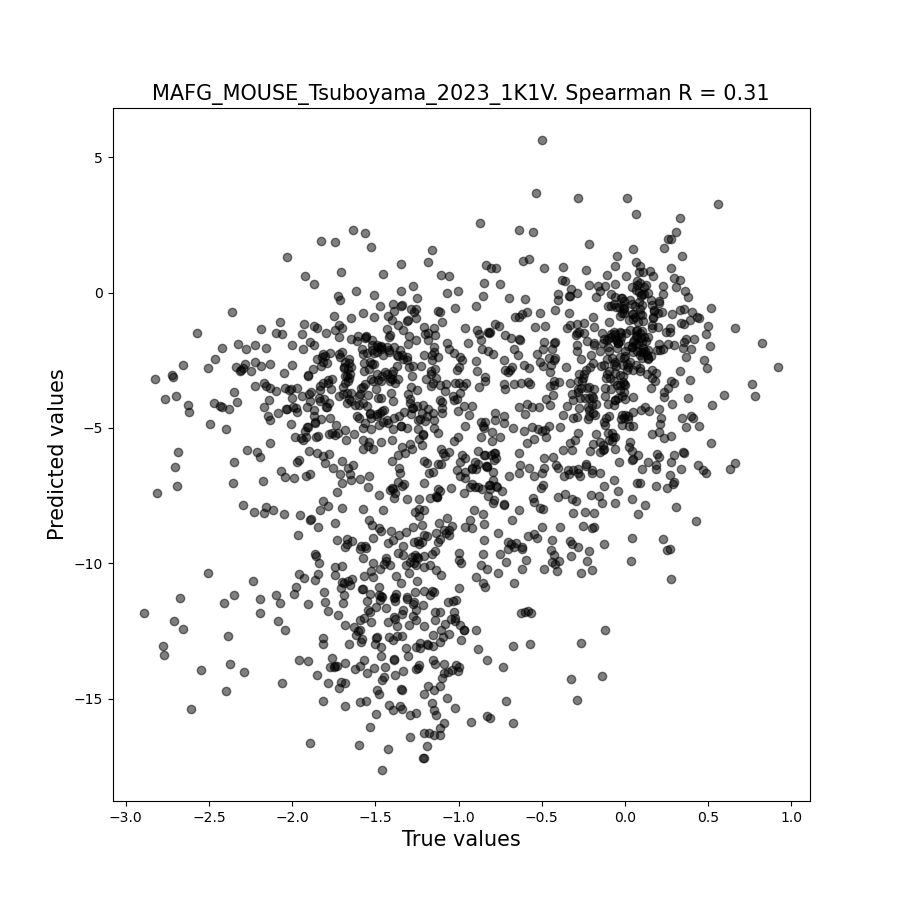 MAFG_MOUSE_Tsuboyama_2023_1K1V. Spearman R = 0.31
5
0
−5
−10
−15
Predicted values
−3.0 −2.5 −2.0 −1.5 −1.0 −0.5 0.0 0.5 1.0
True values